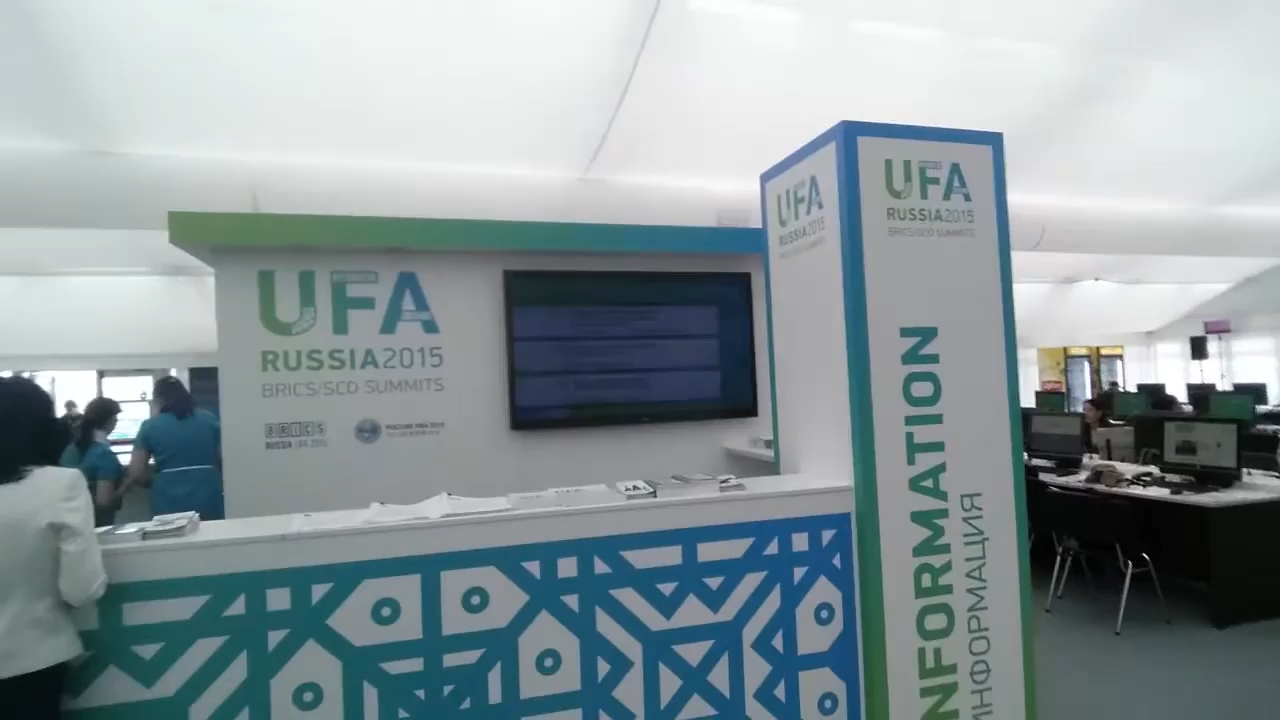 UFA
RUSSIA2015
BRICS/SCO SUMMITS
BRICS
RUSSIA UFA 2015
UFA
RUSSIA2015
UFA
RUSSIA2015
BRICS/SCO SUMMITS
INFORMATION
ИНФОРМАЦИЯ